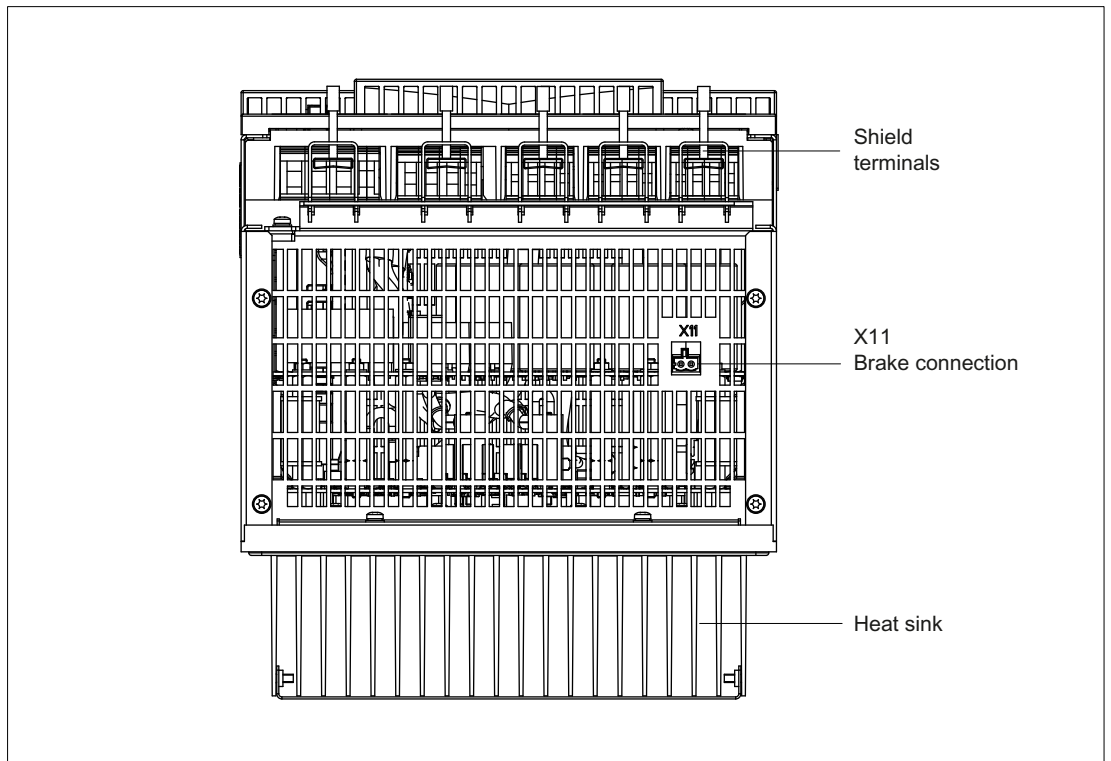 Shield
terminals
X11
X11
Brake connection
Heat sink